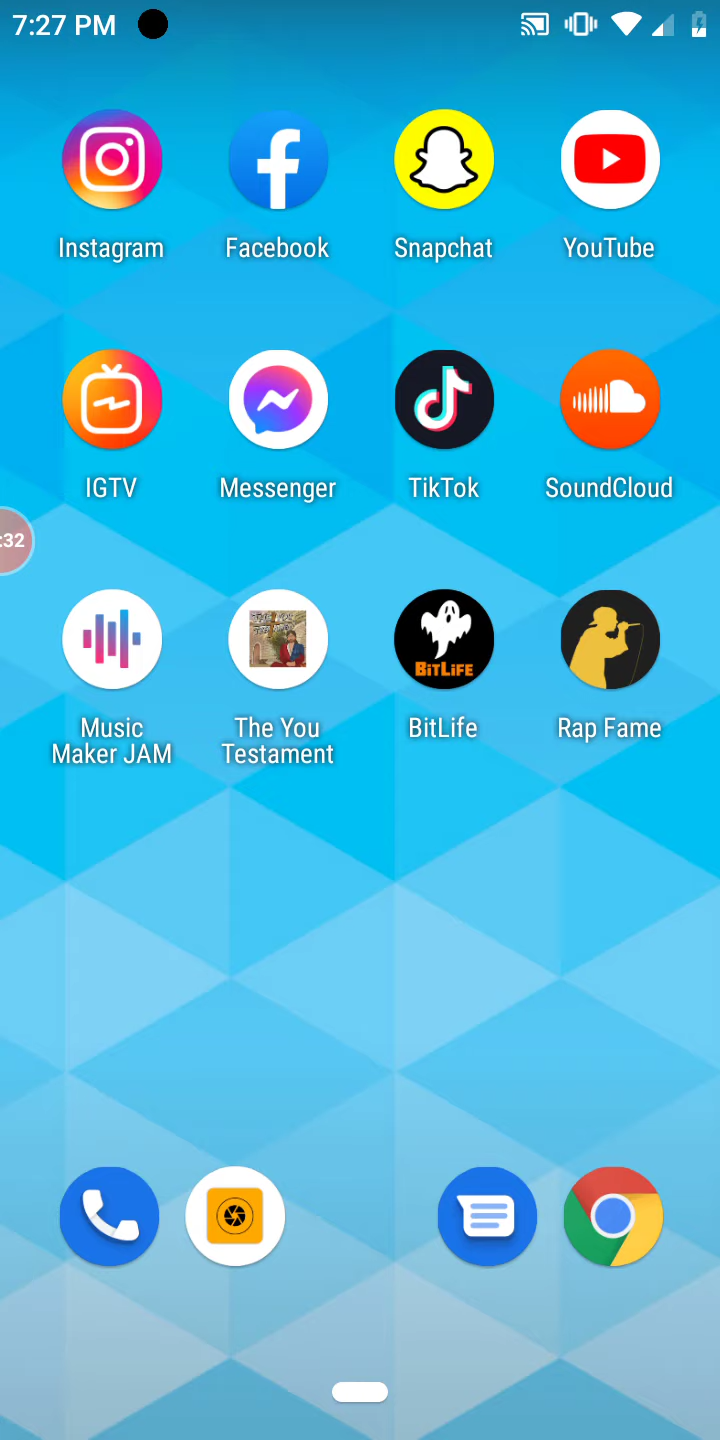 7:27 PM
Instagram
Facebook
Snapchat
YouTube
IGTV
Messenger
TikTok
SoundCloud
:32
BITLIFE
Music
Maker JAM
The You
Testament
BitLife
Rap Fame